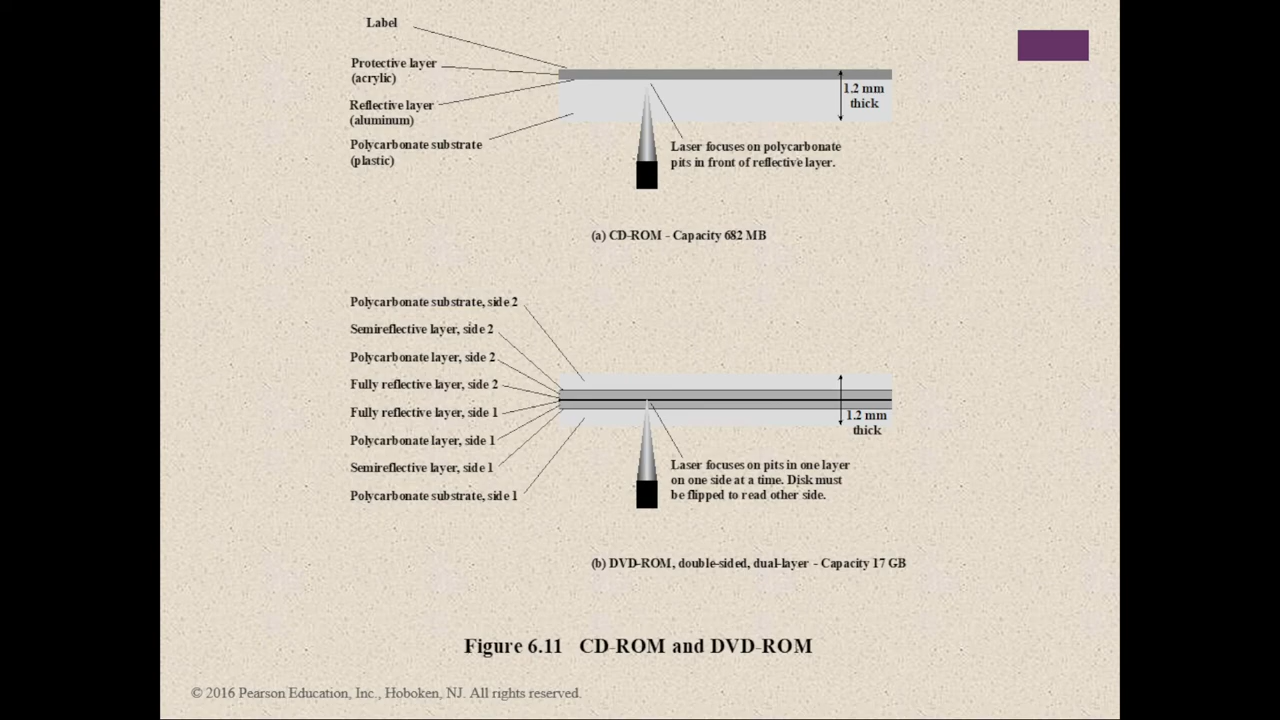 Label
Protective layer
(acrylic)
Reflective layer
(aluminum)
Polycarbonate substrate
(plastic)
1.2 mm
thick
Laser focuses on polycarbonate
pits in front of reflective layer.
(a) CD-ROM - Capacity 682 MB
Polycarbonate substrate, side 2
Semireflective layer, side 2
Polycarbonate layer, side 2
Fully reflective layer, side 2
Fully reflective layer, side 1
Polycarbonate layer, side 1
Semireflective layer, side 1
Polycarbonate substrate, side 1
1.2 mm
thick
Laser focuses on pits in one layer
on one side at a time. Disk must
be flipped to read other side.
(b) DVD-ROM, double-sided, dual-layer - Capacity 17 GB
Figure 6.11 CD-ROM and DVD-ROM
© 2016 Pearson Education, Inc., Hoboken, NJ. All rights reserved.